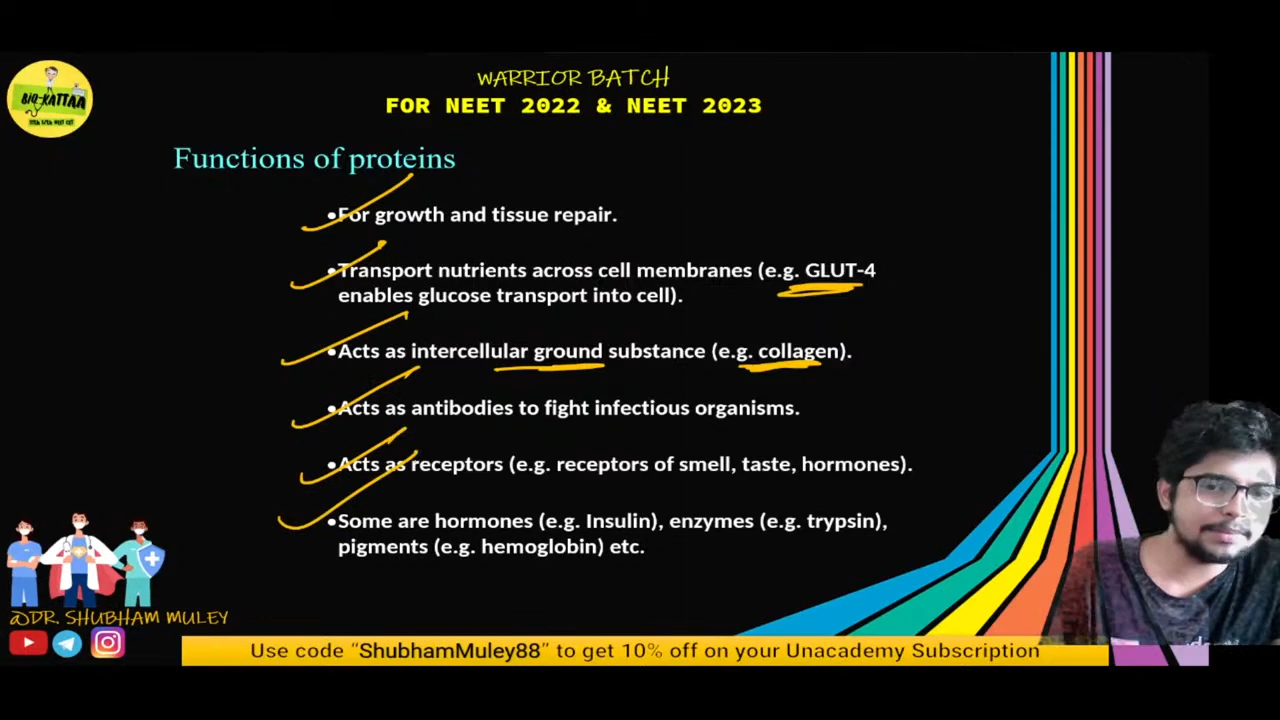 WARRIOR BATCH
FOR NEET 2022 & NEET 2023
BIO-KATTAA
Functions of proteins
•For growth and tissue repair.
•Transport nutrients across cell membranes (e.g. GLUT-4
enables glucose transport into cell).
•Acts as intercellular ground substance (e.g. collagen).
•Acts as antibodies to fight infectious organisms.
•Acts as receptors (e.g. receptors of smell, taste, hormones).
•Some are hormones (e.g. Insulin), enzymes (e.g. trypsin),
pigments (e.g. hemoglobin) etc.
@DR. SHUBHAM MULEY
Use code “ShubhamMuley88” to get 10% off on your Unacademy Subscription